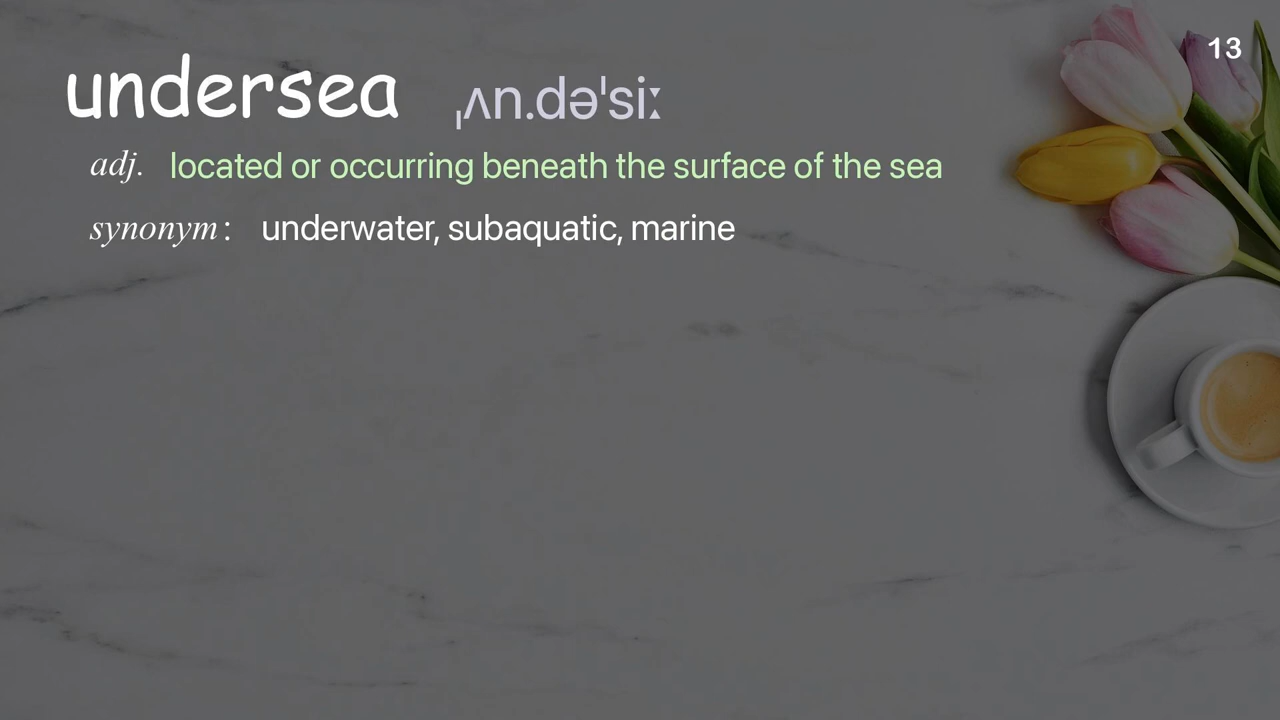 13
undersea ˌʌn.dəˈsiː
adj. located or occurring beneath the surface of the sea
synonym: underwater, subaquatic, marine